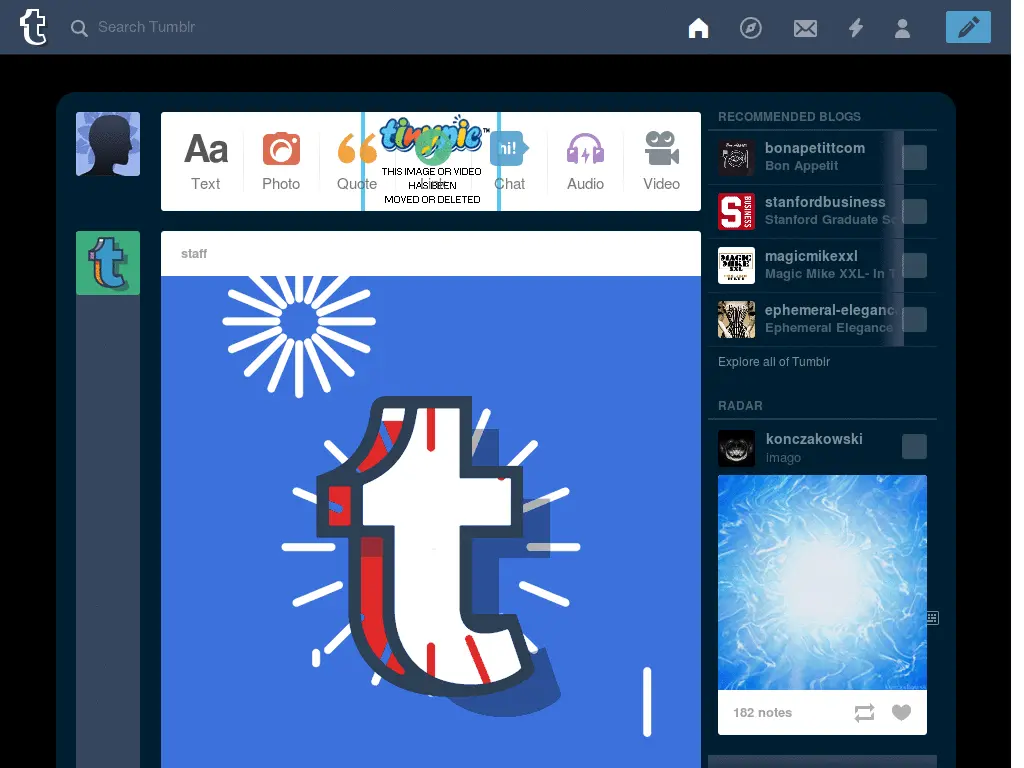 Search Tumblr
tinypic™
THIS IMAGE OR VIDEO
HAS BEEN
MOVED OR DELETED
Aa
hi!
Text
Photo
Quote
Link
Chat
Audio
Video
staff
RECOMMENDED BLOGS
bonapetittcom
Bon Appetit
stanfordbusiness
Stanford Graduate S
magicmikexxl
Magic Mike XXL- In T
ephemeral-eleganc
Ephemeral Elegance
Explore all of Tumblr
RADAR
konczakowski
imago
182 notes